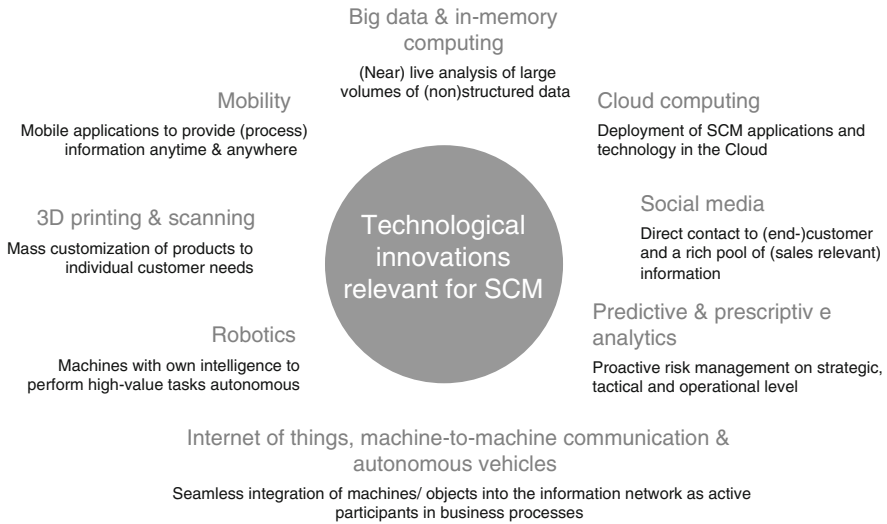 Big data & in-memory
computing
(Near) live analysis of large
volumes of (non)structured data
Mobility
Mobile applications to provide (process)
information anytime & anywhere
Cloud computing
Deployment of SCM applications and
technology in the Cloud
3D printing & scanning
Mass customization of products to
individual customer needs
Technological
innovations
relevant for SCM
Social media
Direct contact to (end-)customer
and a rich pool of (sales relevant)
information
Robotics
Machines with own intelligence to
perform high-value tasks autonomous
Predictive & prescriptiv e
analytics
Proactive risk management on strategic,
tactical and operational level
Internet of things, machine-to-machine communication &
autonomous vehicles
Seamless integration of machines/ objects into the information network as active
participants in business processes